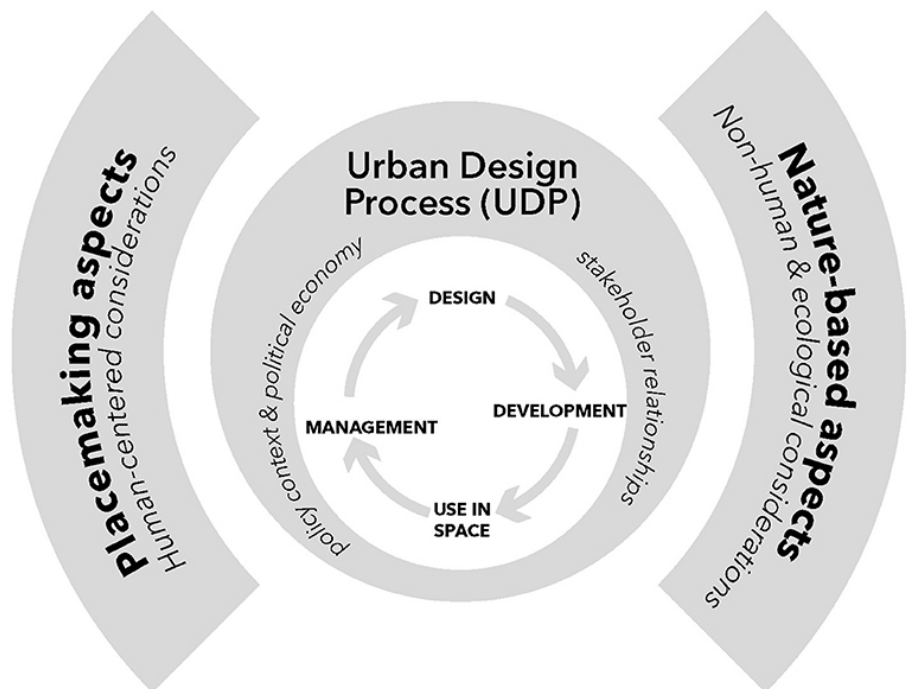 Placemaking aspects
Human-centered considerations
Urban Design
Process (UDP)
policy context & political economy
stakeholder relationships
DESIGN
DEVELOPMENT
USE IN
SPACE
MANAGEMENT
Nature-based aspects
Non-human & ecological considerations